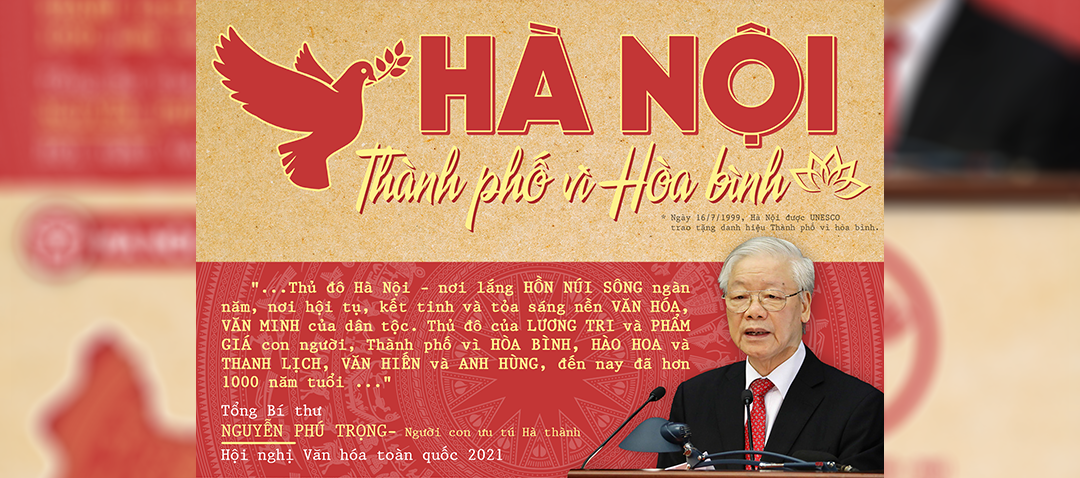 HÀ NỘI
Thành phố vì Hòa bình
* Ngày 16/7/1999, Hà Nội được UNESCO
trao tặng danh hiệu Thành phố vì hòa bình.
"...Thủ đô Hà Nội - nơi lắng HỒN NÚI SÔNG ngàn
năm, nơi hội tụ, kết tinh và tỏa sáng nền VĂN HÓA,
VĂN MINH của dân tộc. Thủ đô của LƯƠNG TRI và PHẨM
GIÁ con người, Thành phố vì HÒA BÌNH, HÀO HOA và
THANH LỊCH, VĂN HIẾN và ANH HÙNG, đến nay đã hơn
1000 năm tuổi ..."
Tổng Bí thư
NGUYỄN PHÚ TRỌNG- Người con ưu tú Hà thành
Hội nghị Văn hóa toàn quốc 2021